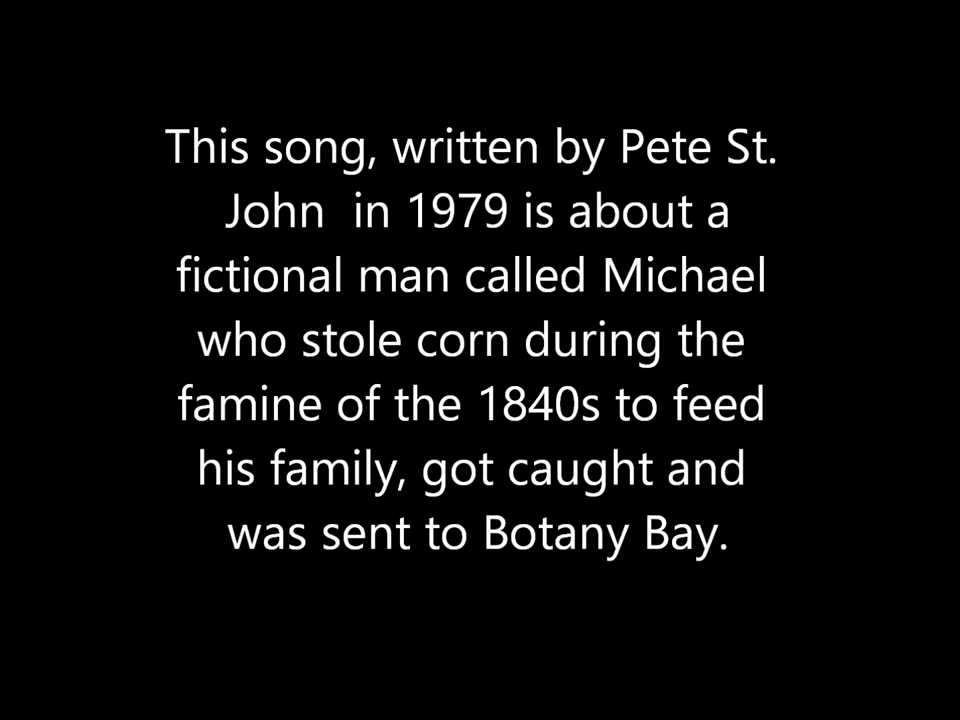 This song, written by Pete St.
John  in 1979 is about a
fictional man called Michael
who stole corn during the
famine of the 1840s to feed
his family, got caught and
was sent to Botany Bay.